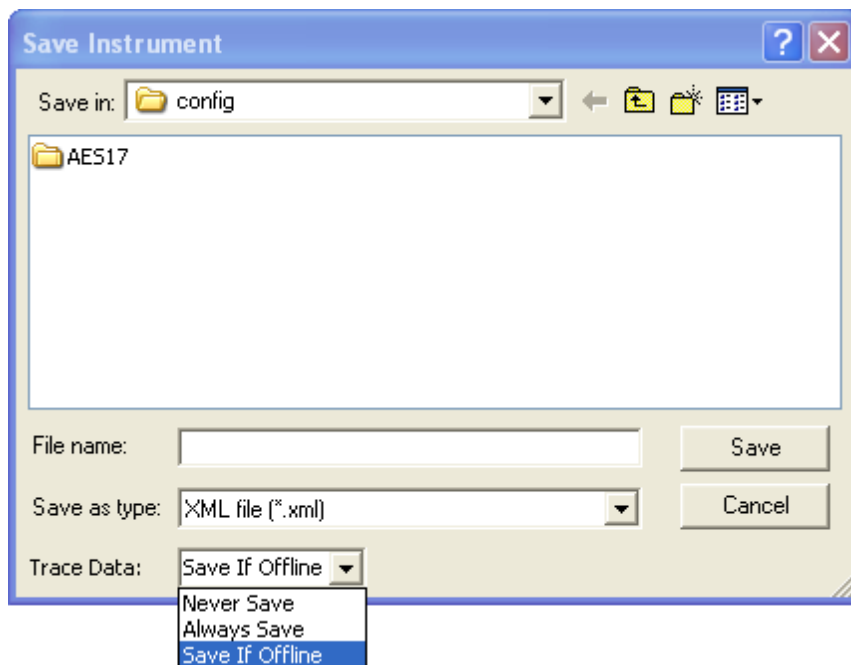 Save Instrument
Save in: config
AES17
File name:
Save
Save as type: XML file (*.xml)
Cancel
Trace Data: Save If Offline
Never Save
Always Save
Save If Offline